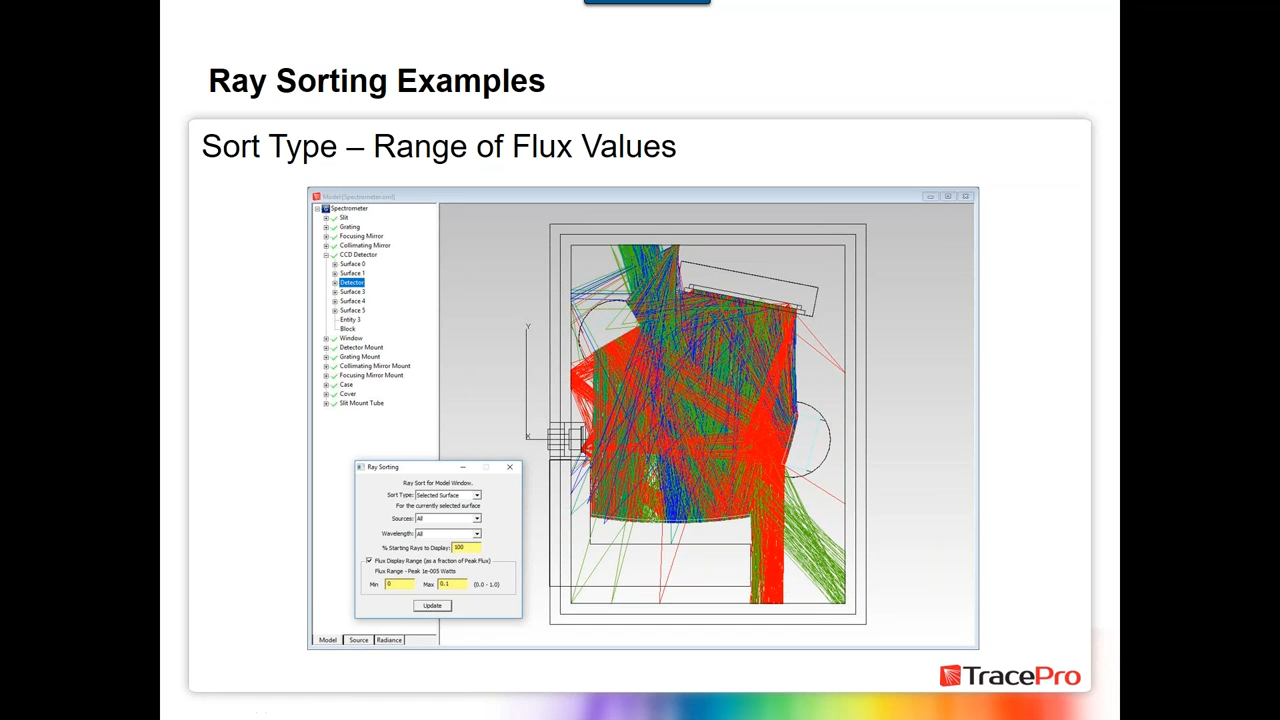 Ray Sorting Examples
Sort Type – Range of Flux Values
Model:[Spectrometer.oml]
Spectrometer
Slit
Grating
Focusing Mirror
Collimating Mirror
CCD Detector
Surface 0
Surface 1
Detector
Surface 3
Surface 4
Surface 5
Entity 3
Block
Window
Detector Mount
Grating Mount
Collimating Mirror Mount
Focusing Mirror Mount
Case
Cover
Slit Mount Tube
Y
X
Ray Sorting
Ray Sort for Model Window.
Sort Type: Selected Surface
For the currently selected surface
Sources: All
Wavelength: All
% Starting Rays to Display: 100
Flux Display Range (as a fraction of Peak Flux)
Flux Range - Peak 1e-005 Watts
Min 0 Max 0.1 (0.0 - 1.0)
Update
Model Source Radiance
TracePro